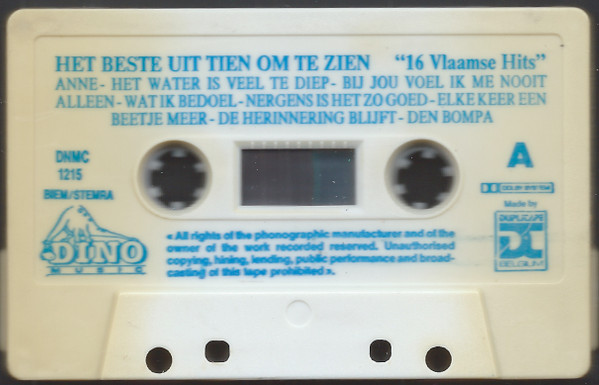 HET BESTE UIT TIEN OM TE ZIEN "16 Vlaamse Hits"
ANNE - HET WATER IS VEEL TE DIEP - BIJ JOU VOEL IK ME NOOIT
ALLEEN - WAT IK BEDOEL - NERGENS IS HET ZO GOED - ELKE KEER EEN
BEETJE MEER - DE HERINNERING BLIJFT - DEN BOMPA
DNMC
1215
BIEM/STEMRA
A
DOLBY SYSTEM
Made by
DUPLITAPE
BELGIUM
DINO
MUSIC
« All rights of the phonographic manufacturer and of the
owner of the work recorded reserved. Unauthorised
copying, hining, lending, public performance and broad-
casting of this tape prohibited ».